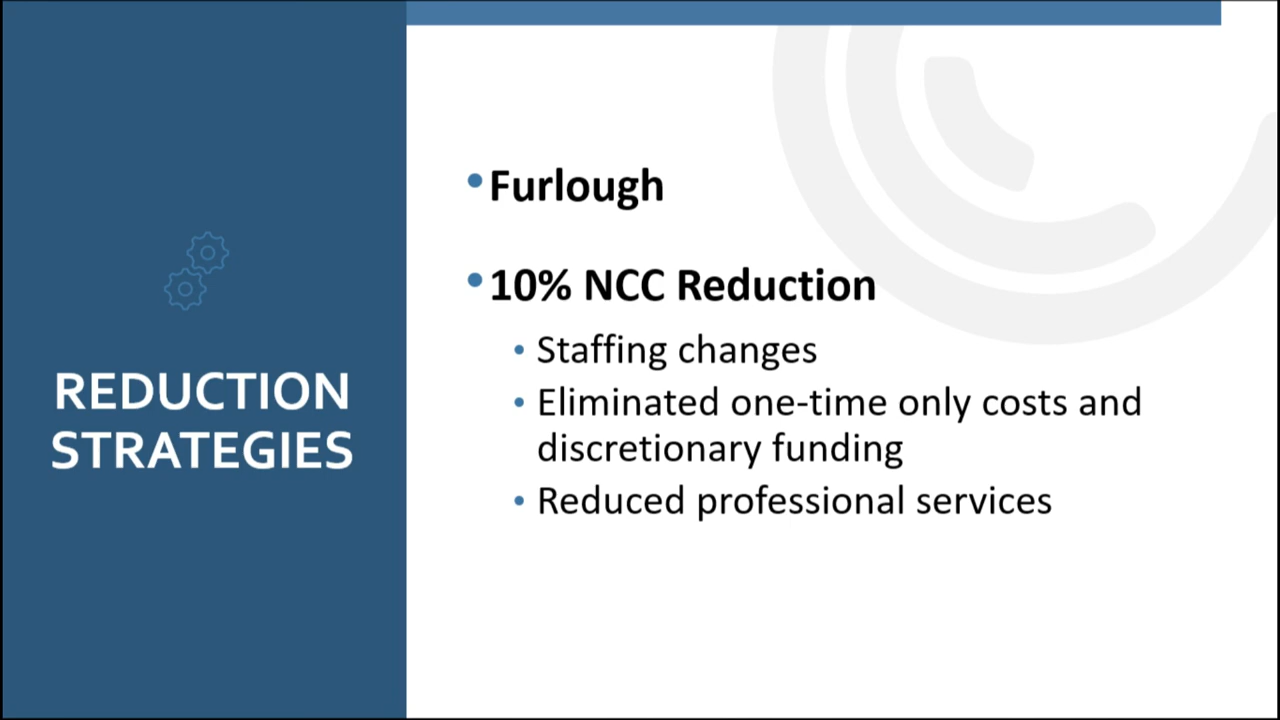 REDUCTION
STRATEGIES
•Furlough
•10% NCC Reduction
• Staffing changes
• Eliminated one-time only costs and
discretionary funding
• Reduced professional services